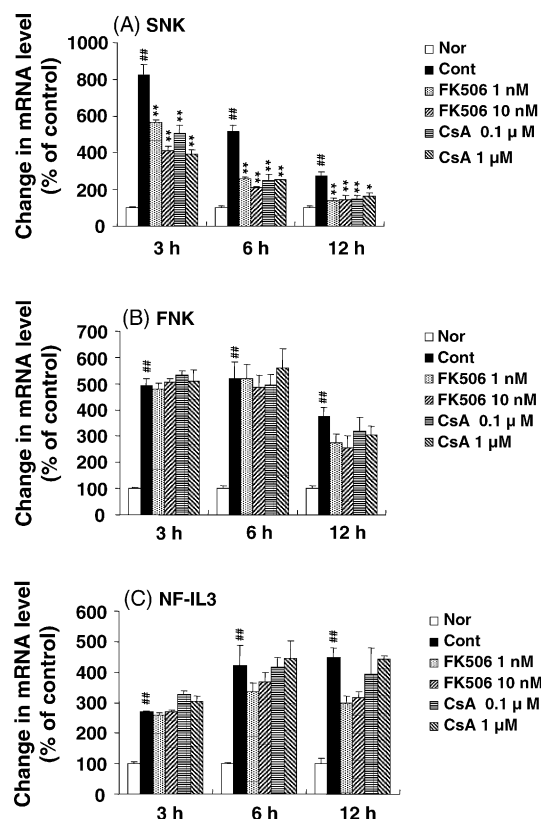 (A) SNK
Change in mRNA level
(% of control)
1000
800
600
400
200
0
##
**
**
**
**
##
**
**
**
**
##
**
**
**
*
3 h
6 h
12 h
Nor
Cont
FK506 1 nM
FK506 10 nM
CsA 0.1 μ M
CsA 1 μM
(B) FNK
Change in mRNA level
(% of control)
700
600
500
400
300
200
100
0
##
##
##
3 h
6 h
12 h
Nor
Cont
FK506 1 nM
FK506 10 nM
CsA 0.1 μ M
CsA 1 μM
(C) NF-IL3
Change in mRNA level
(% of control)
600
500
400
300
200
100
0
##
##
##
3 h
6 h
12 h
Nor
Cont
FK506 1 nM
FK506 10 nM
CsA 0.1 μ M
CsA 1 μM